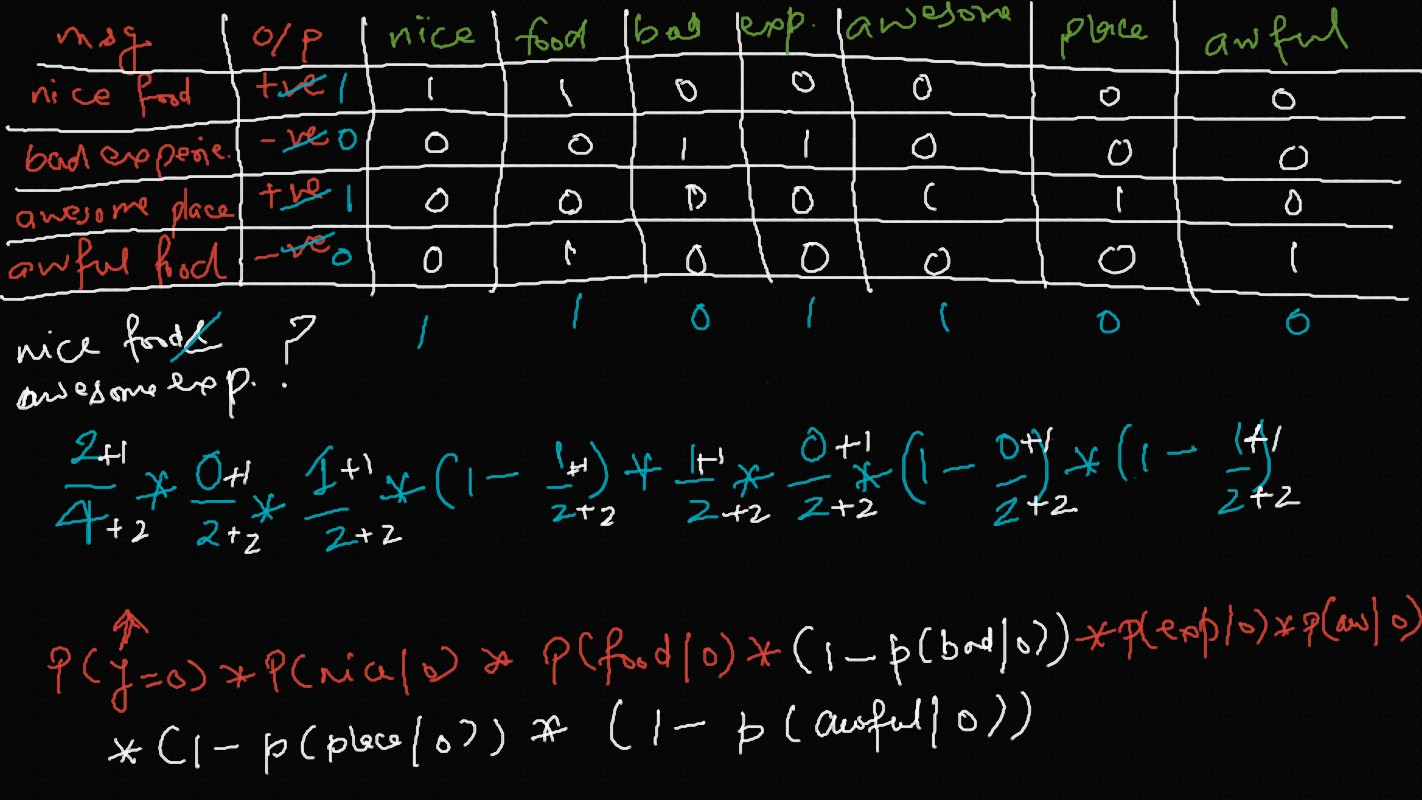 msg o/p nice food bad exp. awesome place awful
nice food +ve 1 1 1 0 0 0 0 0
bad experie. -ve 0 0 0 1 1 0 0 0
awesome place +ve 1 0 0 0 0 1 1 0
awful food -ve 0 0 1 0 0 0 0 1
nice food ? 1 1 0 1 1 0 0
awesome exp.
2+1/4+2 * 0+1/2+2 * 1+1/2+2 * (1 - 1+1/2+2) * 1+1/2+2 * 0+1/2+2 * (1 - 0+1/2+2) * (1 - 1+1/2+2)
P(y=0) * P(nice|0) * P(food|0) * (1-p(bad|0)) * p(exp|0) * p(aw|0)
* (1 - p(place|0)) * (1 - p(awful|0))